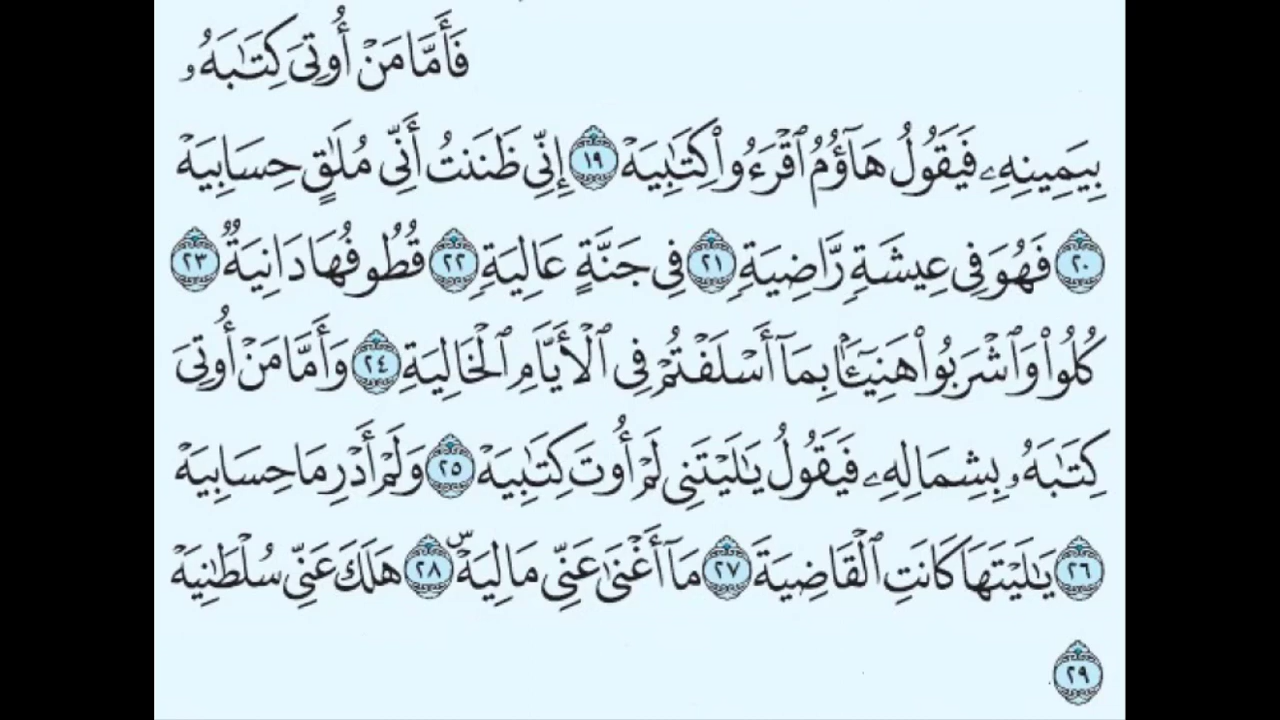 فَأَمَّا مَنْ أُوتِىَ كِتَٰبَهُۥ
بِيَمِينِهِۦ فَيَقُولُ هَآؤُمُ ٱقْرَءُوا۟ كِتَٰبِيَهْ ١٩ إِنِّى ظَنَنتُ أَنِّى مُلَٰقٍ حِسَابِيَهْ
٢٠ فَهُوَ فِى عِيشَةٍ رَّاضِيَةٍ ٢١ فِى جَنَّةٍ عَالِيَةٍ ٢٢ قُطُوفُهَا دَانِيَةٌ ٢٣
كُلُوا۟ وَٱشْرَبُوا۟ هَنِيٓـًٔۢا بِمَآ أَسْلَفْتُمْ فِى ٱلْأَيَّامِ ٱلْخَالِيَةِ ٢٤ وَأَمَّا مَنْ أُوتِىَ
كِتَٰبَهُۥ بِشِمَالِهِۦ فَيَقُولُ يَٰلَيْتَنِى لَمْ أُوتَ كِتَٰبِيَهْ ٢٥ وَلَمْ أَدْرِ مَا حِسَابِيَهْ
٢٦ يَٰلَيْتَهَا كَانَتِ ٱلْقَاضِيَةَ ٢٧ مَآ أَغْنَىٰ عَنِّى مَالِيَهْۜ ٢٨ هَلَكَ عَنِّى سُلْطَٰنِيَهْ
٢٩